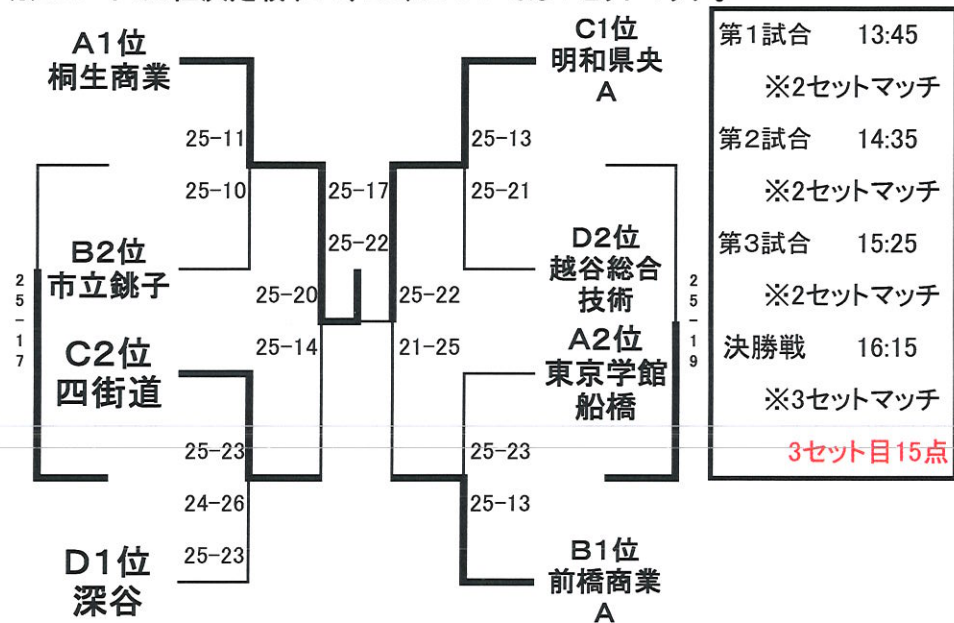 A1位
桐生商業
25-11
25-10
B2位
市立銚子
25-17
C2位
四街道
25-23
24-26
25-23
D1位
深谷
25-20
25-14
25-17
25-22
25-22
21-25
C1位
明和県央
A
25-13
25-21
D2位
越谷総合
技術
25-19
A2位
東京学館
船橋
25-23
25-13
B1位
前橋商業
A
第1試合 13:45
※2セットマッチ
第2試合 14:35
※2セットマッチ
第3試合 15:25
※2セットマッチ
決勝戦 16:15
※3セットマッチ
3セット目15点